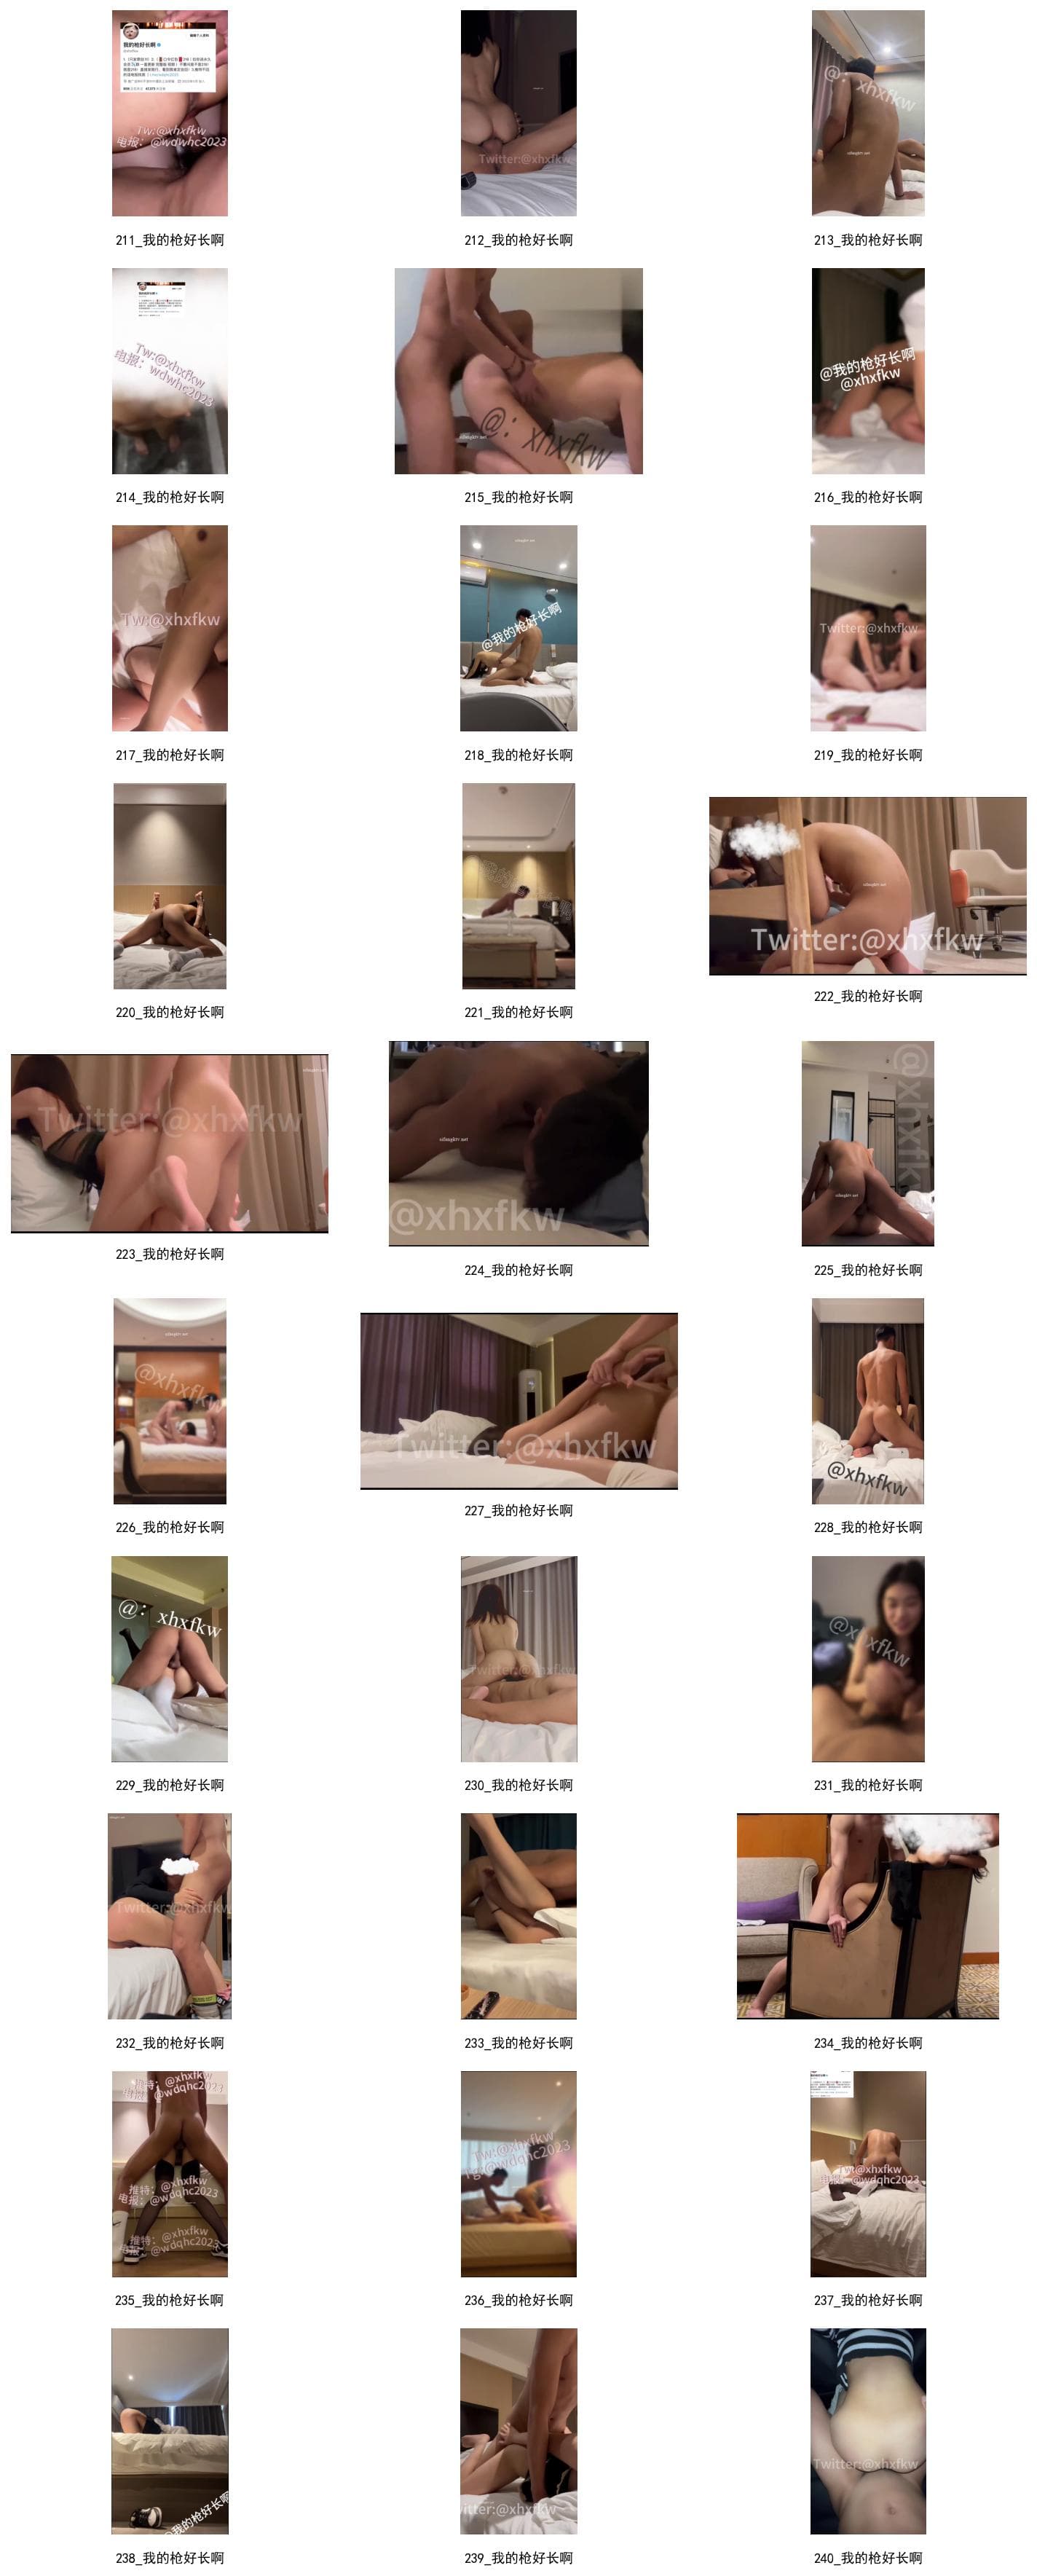 我的枪好长啊
Tw:@xhxfkw
电报：@wdwhc2023
Twitter:@xhxfkw
@：xhxfkw
211_我的枪好长啊
212_我的枪好长啊
213_我的枪好长啊
Tw:@xhxfkw
电报：wdwhc2023
@：xhxfkw
@我的枪好长啊
@xhxfkw
214_我的枪好长啊
215_我的枪好长啊
216_我的枪好长啊
Tw:@xhxfkw
@我的枪好长啊
Twitter:@xhxfkw
217_我的枪好长啊
218_我的枪好长啊
219_我的枪好长啊
Twitter:@xhxfkw
220_我的枪好长啊
221_我的枪好长啊
222_我的枪好长啊
Twitter:@xhxfkw
@xhxfkw
@xhxfkw
223_我的枪好长啊
224_我的枪好长啊
225_我的枪好长啊
@xhxfkw
Twitter:@xhxfkw
@xhxfkw
226_我的枪好长啊
227_我的枪好长啊
228_我的枪好长啊
@：xhxfkw
Twitter:@xhxfkw
@xhxfkw
229_我的枪好长啊
230_我的枪好长啊
231_我的枪好长啊
Twitter:@xhxfkw
232_我的枪好长啊
233_我的枪好长啊
234_我的枪好长啊
推特：@xhxfkw
@wdqhc2023
推特：@xhxfkw
电报：@wdqhc2023
推特：@xhxfkw
电报：@wdqhc2023
Tw:@xhxfkw
@wdqhc2023
Tw:@xhxfkw
电报：@wdqhc2023
235_我的枪好长啊
236_我的枪好长啊
237_我的枪好长啊
@我的枪好长啊
Twitter:@xhxfkw
Twitter:@xhxfkw
238_我的枪好长啊
239_我的枪好长啊
240_我的枪好长啊